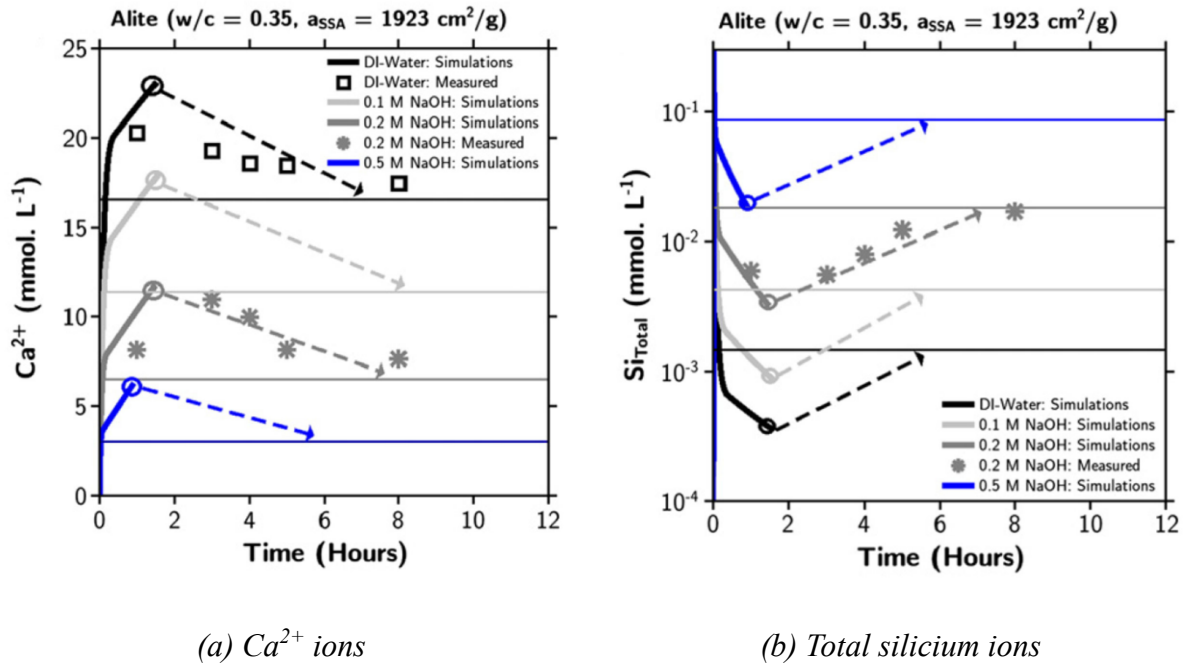 Alite (w/c = 0.35, aSSA = 1923 cm²/g)
25
20
15
10
5
0
Ca²⁺ (mmol. L⁻¹)
DI-Water: Simulations
DI-Water: Measured
0.1 M NaOH: Simulations
0.2 M NaOH: Simulations
0.2 M NaOH: Measured
0.5 M NaOH: Simulations
0 2 4 6 8 10 12
Time (Hours)
(a) Ca²⁺ ions
Alite (w/c = 0.35, aSSA = 1923 cm²/g)
10⁻¹
10⁻²
10⁻³
10⁻⁴
SiTotal (mmol. L⁻¹)
DI-Water: Simulations
0.1 M NaOH: Simulations
0.2 M NaOH: Simulations
0.2 M NaOH: Measured
0.5 M NaOH: Simulations
0 2 4 6 8 10 12
Time (Hours)
(b) Total silicium ions